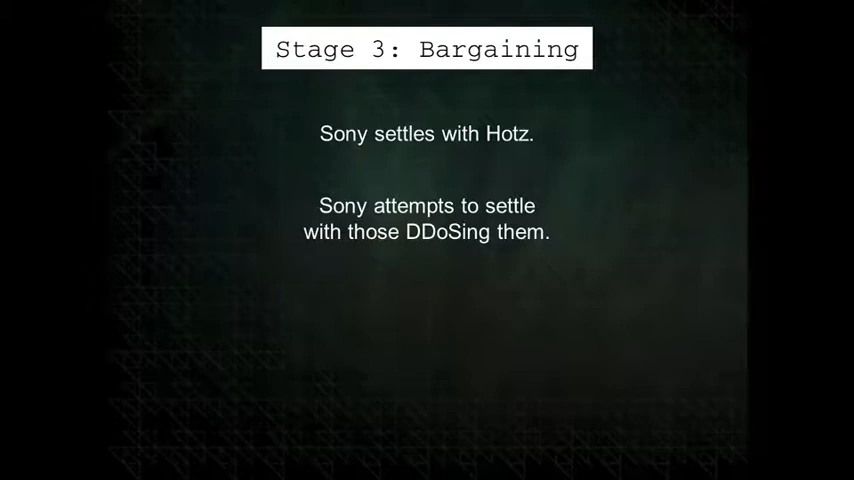 Stage 3: Bargaining
Sony settles with Hotz.
Sony attempts to settle
with those DDoSing them.